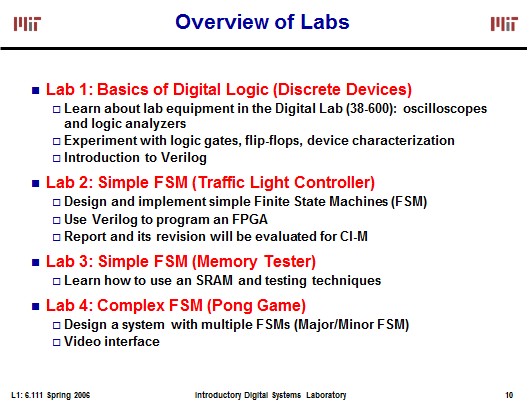 MIT
Overview of Labs
MIT
Lab 1: Basics of Digital Logic (Discrete Devices)
Learn about lab equipment in the Digital Lab (38-600): oscilloscopes
and logic analyzers
Experiment with logic gates, flip-flops, device characterization
Introduction to Verilog
Lab 2: Simple FSM (Traffic Light Controller)
Design and implement simple Finite State Machines (FSM)
Use Verilog to program an FPGA
Report and its revision will be evaluated for CI-M
Lab 3: Simple FSM (Memory Tester)
Learn how to use an SRAM and testing techniques
Lab 4: Complex FSM (Pong Game)
Design a system with multiple FSMs (Major/Minor FSM)
Video interface
L1: 6.111 Spring 2006
Introductory Digital Systems Laboratory
10